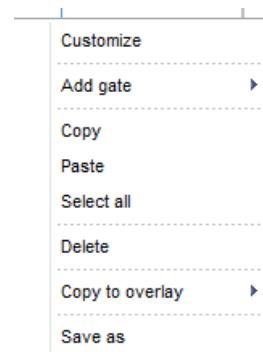 Customize
Add gate
Copy
Paste
Select all
Delete
Copy to overlay
Save as